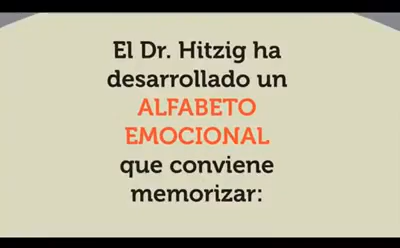 El Dr. Hitzig ha
desarrollado un
ALFABETO
EMOCIONAL
que conviene
memorizar: